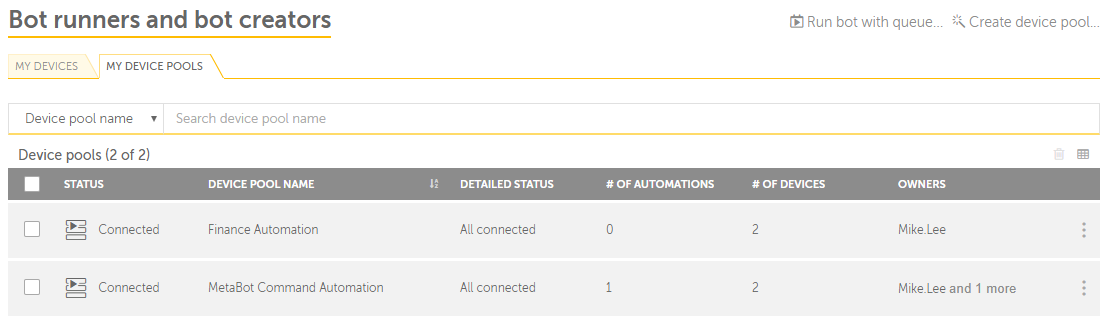 Bot runners and bot creators
Run bot with queue... Create device pool...
MY DEVICES MY DEVICE POOLS
Device pool name Search device pool name
Device pools (2 of 2)
STATUS DEVICE POOL NAME DETAILED STATUS # OF AUTOMATIONS # OF DEVICES OWNERS
Connected Finance Automation All connected 0 2 Mike.Lee
Connected MetaBot Command Automation All connected 1 2 Mike.Lee and 1 more